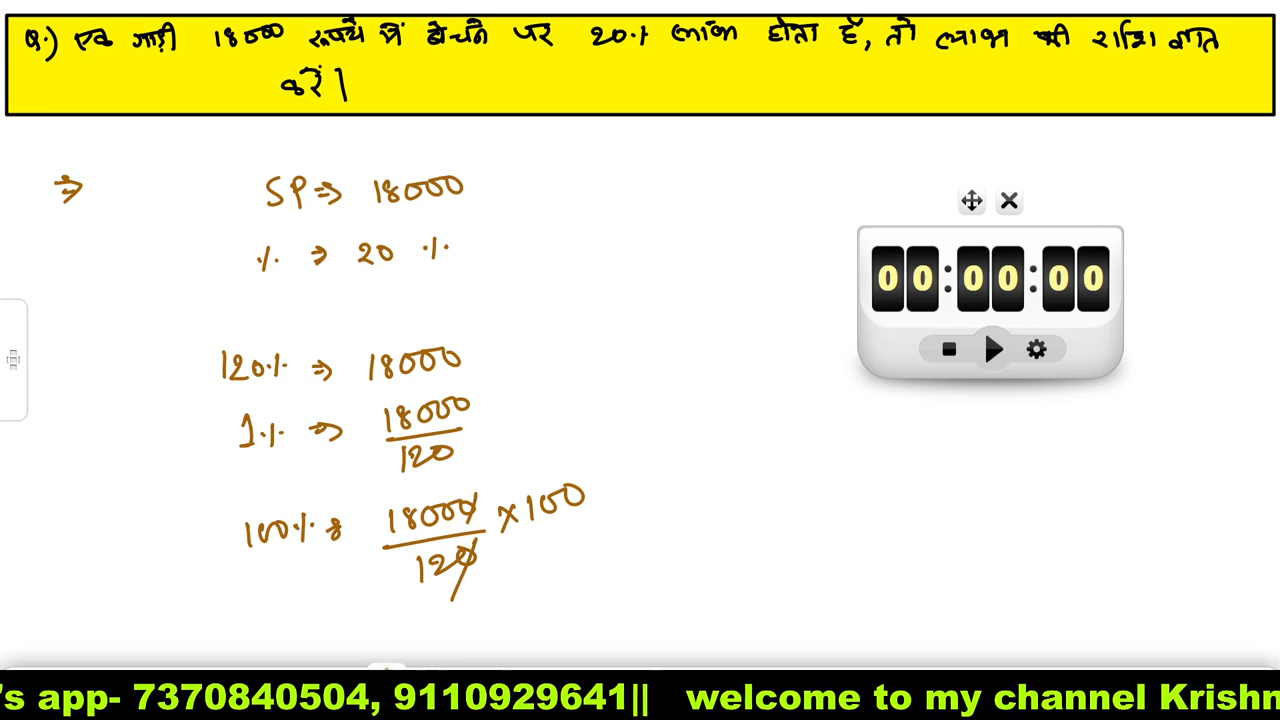 Q.) एक गाड़ी 18000 रूपये में बेचने पर 20% लाभ होता है, तो लाभ की राशि ज्ञात
करें।
⇒ SP ⇒ 18000
% ⇒ 20 %
120% ⇒ 18000
1% ⇒ 18000/120
100% ⇒ 18000/120 × 100
00:00:00
's app- 7370840504, 9110929641|| welcome to my channel Krishn